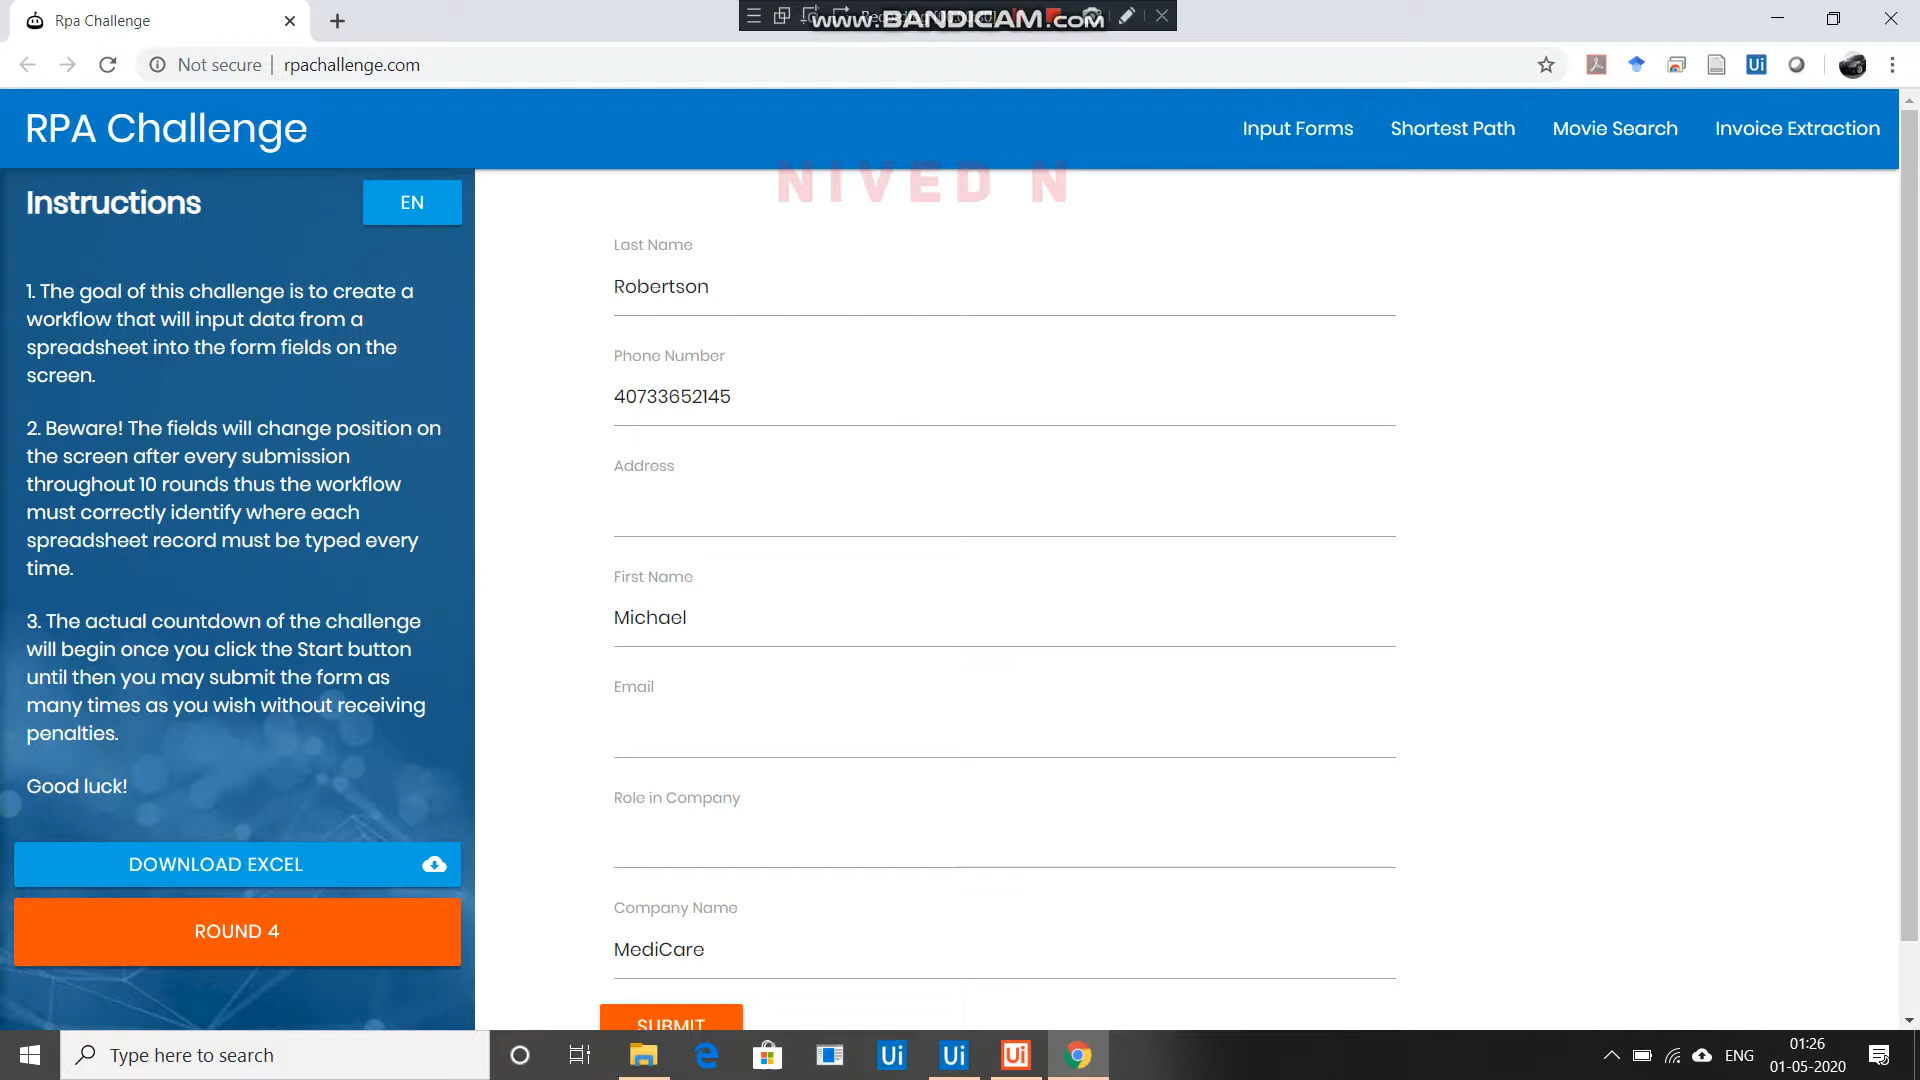 Rpa Challenge
www.BANDICAM.com
Not secure
rpachallenge.com
Ui
RPA Challenge
Input Forms
Shortest Path
Movie Search
Invoice Extraction
NIVED N
Instructions
EN
1. The goal of this challenge is to create a
workflow that will input data from a
spreadsheet into the form fields on the
screen.
2. Beware! The fields will change position on
the screen after every submission
throughout 10 rounds thus the workflow
must correctly identify where each
spreadsheet record must be typed every
time.
3. The actual countdown of the challenge
will begin once you click the Start button
until then you may submit the form as
many times as you wish without receiving
penalties.
Good luck!
DOWNLOAD EXCEL
ROUND 4
Last Name
Robertson
Phone Number
40733652145
Address
First Name
Michael
Email
Role in Company
Company Name
MediCare
SUBMIT
Type here to search
Ui
Ui
Ui
ENG
01:26
01-05-2020